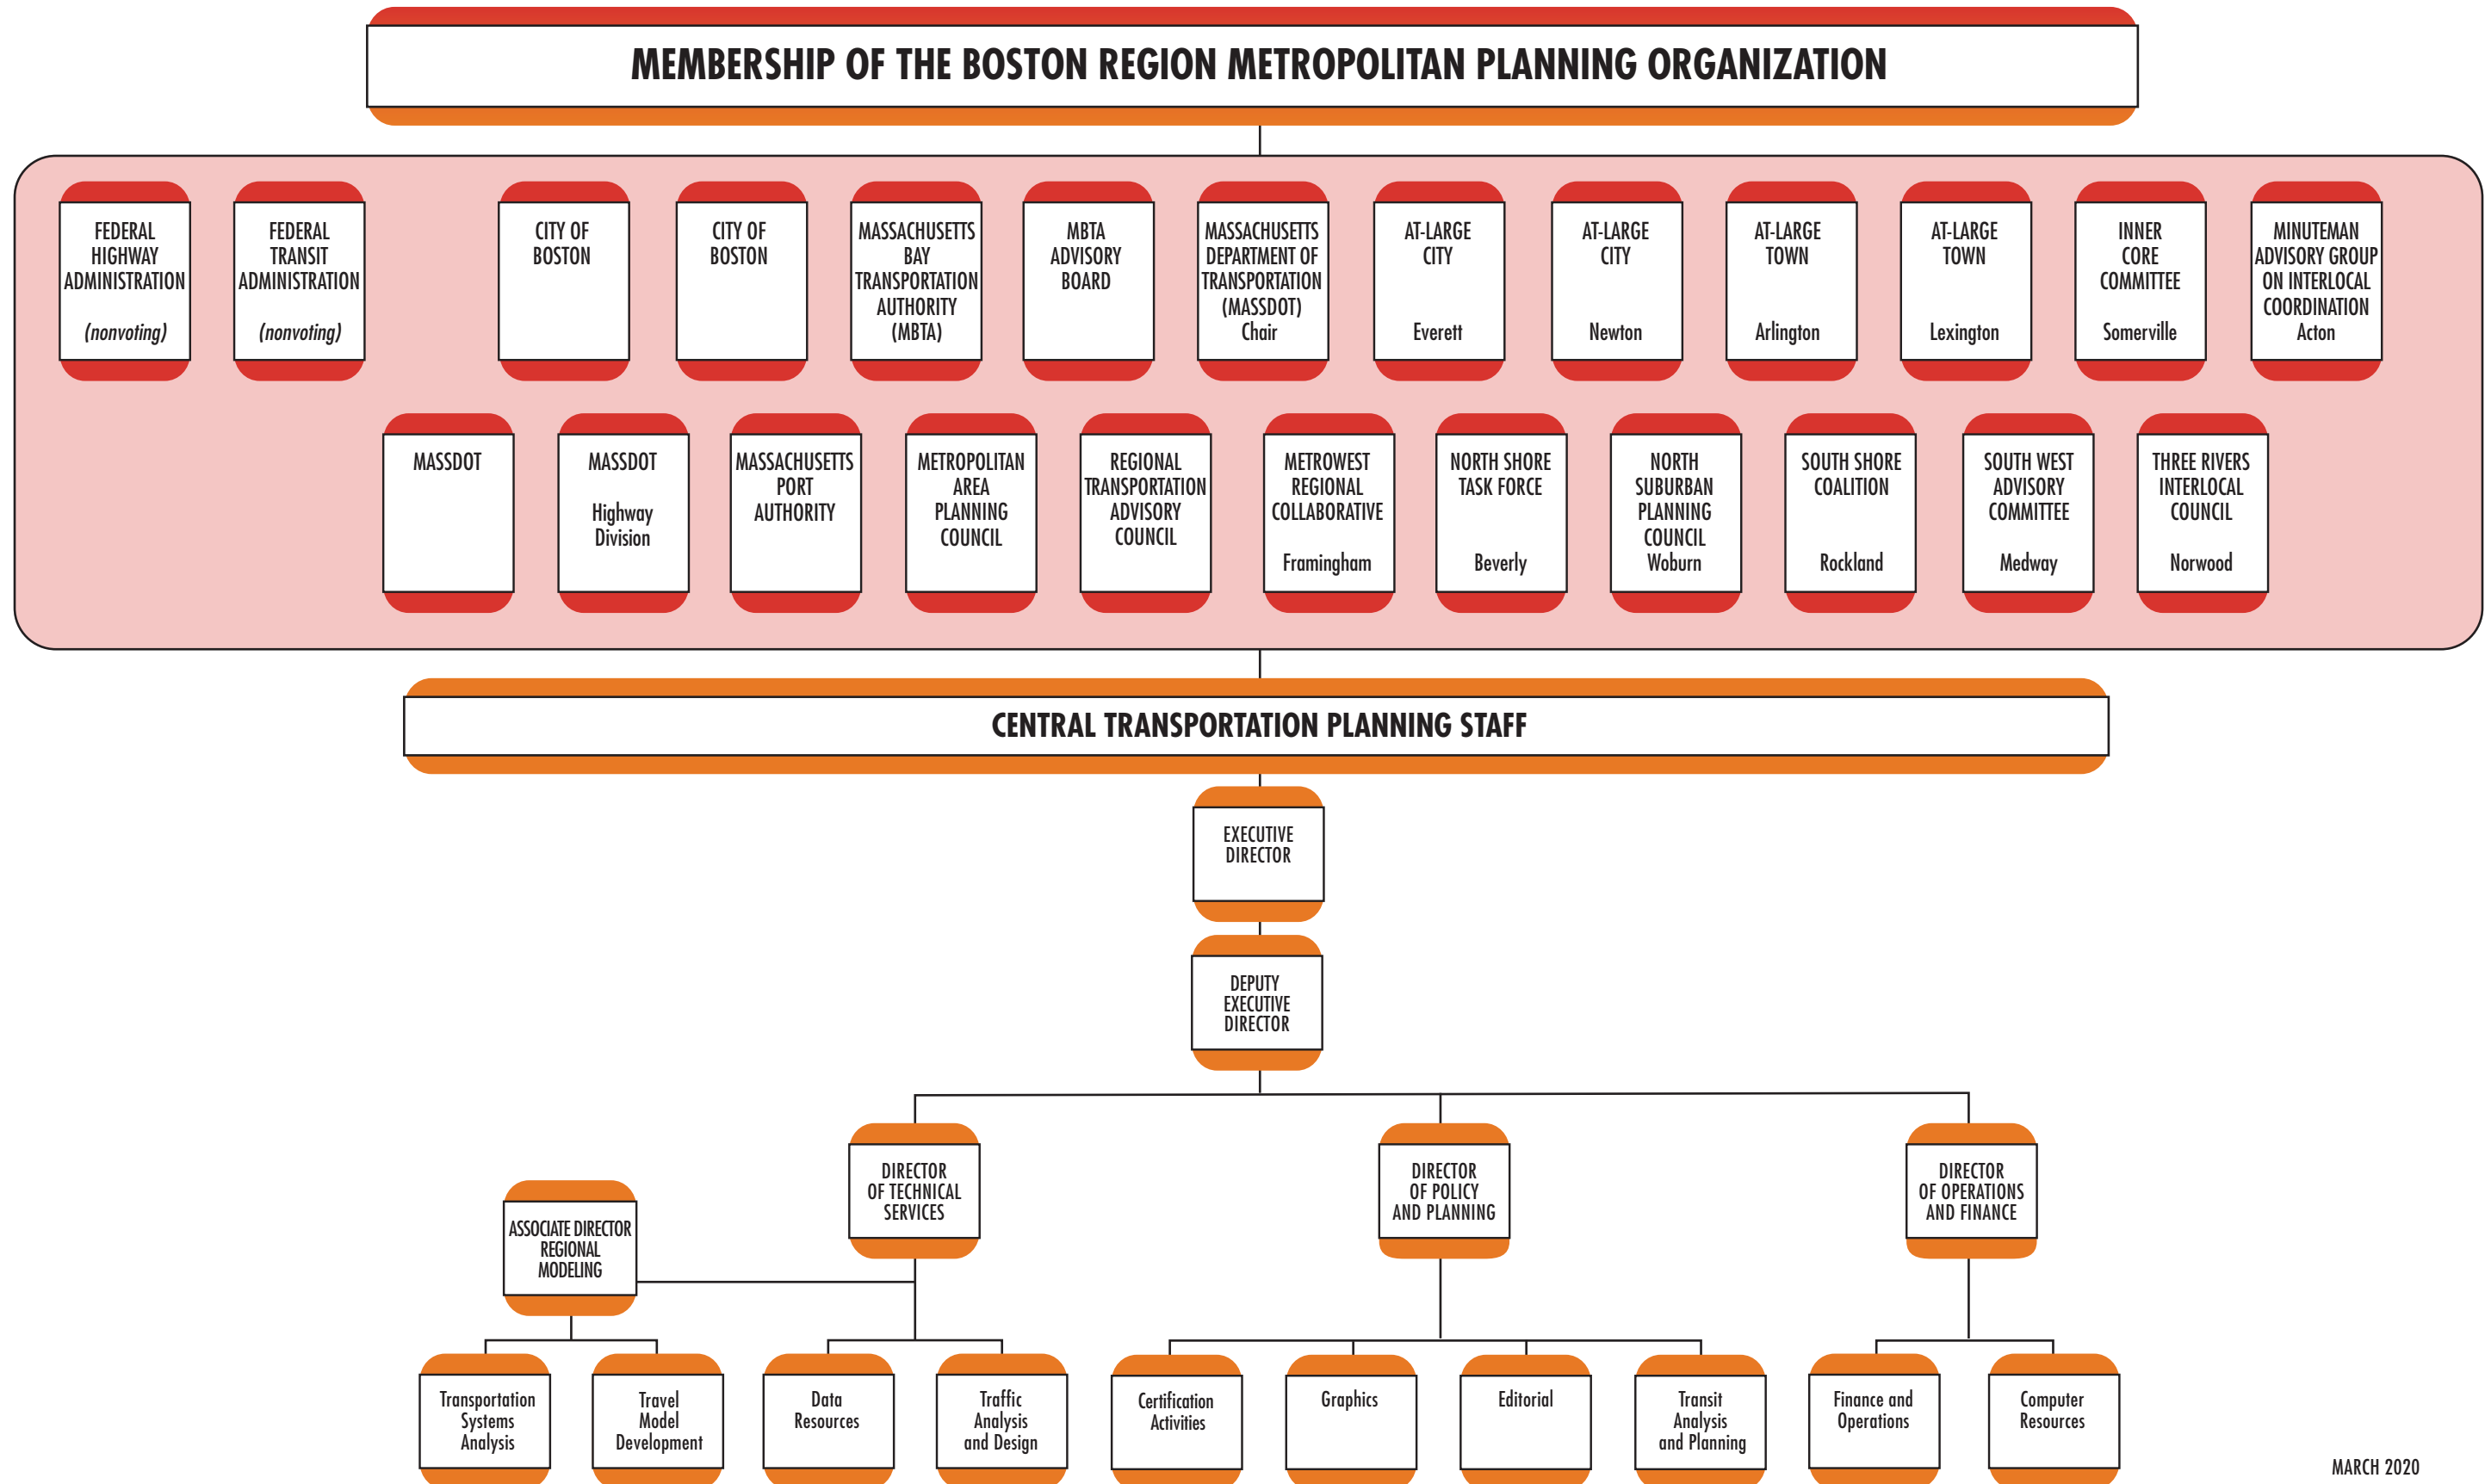 MEMBERSHIP OF THE BOSTON REGION METROPOLITAN PLANNING ORGANIZATION
FEDERAL
HIGHWAY
ADMINISTRATION
(nonvoting)
FEDERAL
TRANSIT
ADMINISTRATION
(nonvoting)
CITY OF
BOSTON
CITY OF
BOSTON
MASSACHUSETTS
BAY
TRANSPORTATION
AUTHORITY
(MBTA)
MBTA
ADVISORY
BOARD
MASSACHUSETTS
DEPARTMENT OF
TRANSPORTATION
(MASSDOT)
Chair
AT-LARGE
CITY
Everett
AT-LARGE
CITY
Newton
AT-LARGE
TOWN
Arlington
AT-LARGE
TOWN
Lexington
INNER
CORE
COMMITTEE
Somerville
MINUTEMAN
ADVISORY GROUP
ON INTERLOCAL
COORDINATION
Acton
MASSDOT
MASSDOT
Highway
Division
MASSACHUSETTS
PORT
AUTHORITY
METROPOLITAN
AREA
PLANNING
COUNCIL
REGIONAL
TRANSPORTATION
ADVISORY
COUNCIL
METROWEST
REGIONAL
COLLABORATIVE
Framingham
NORTH SHORE
TASK FORCE
Beverly
NORTH
SUBURBAN
PLANNING
COUNCIL
Woburn
SOUTH SHORE
COALITION
Rockland
SOUTH WEST
ADVISORY
COMMITTEE
Medway
THREE RIVERS
INTERLOCAL
COUNCIL
Norwood
CENTRAL TRANSPORTATION PLANNING STAFF
EXECUTIVE
DIRECTOR
DEPUTY
EXECUTIVE
DIRECTOR
DIRECTOR
OF TECHNICAL
SERVICES
DIRECTOR
OF POLICY
AND PLANNING
DIRECTOR
OF OPERATIONS
AND FINANCE
ASSOCIATE DIRECTOR
REGIONAL
MODELING
Transportation
Systems
Analysis
Travel
Model
Development
Data
Resources
Traffic
Analysis
and Design
Certification
Activities
Graphics
Editorial
Transit
Analysis
and Planning
Finance and
Operations
Computer
Resources
MARCH 2020